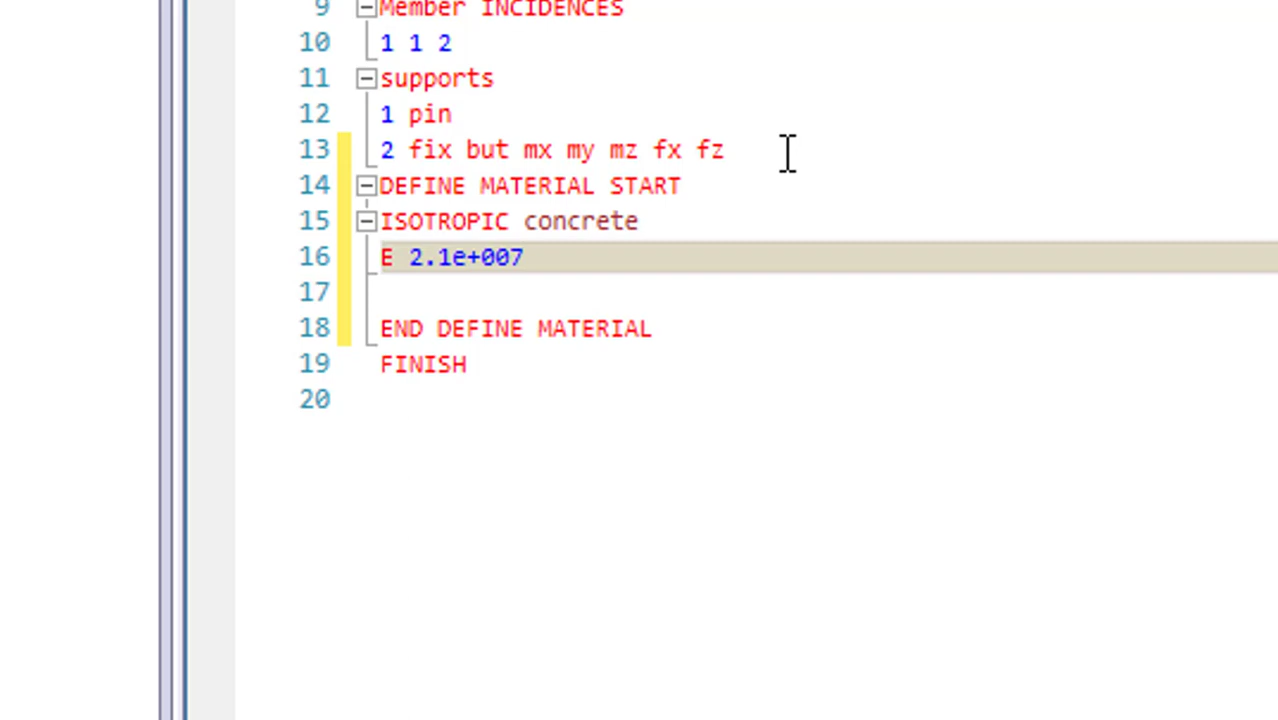 9 Member INCIDENCES
10 1 1 2
11 supports
12 1 pin
13 2 fix but mx my mz fx fz
14 DEFINE MATERIAL START
15 ISOTROPIC concrete
16 E 2.1e+007
17
18 END DEFINE MATERIAL
19 FINISH
20